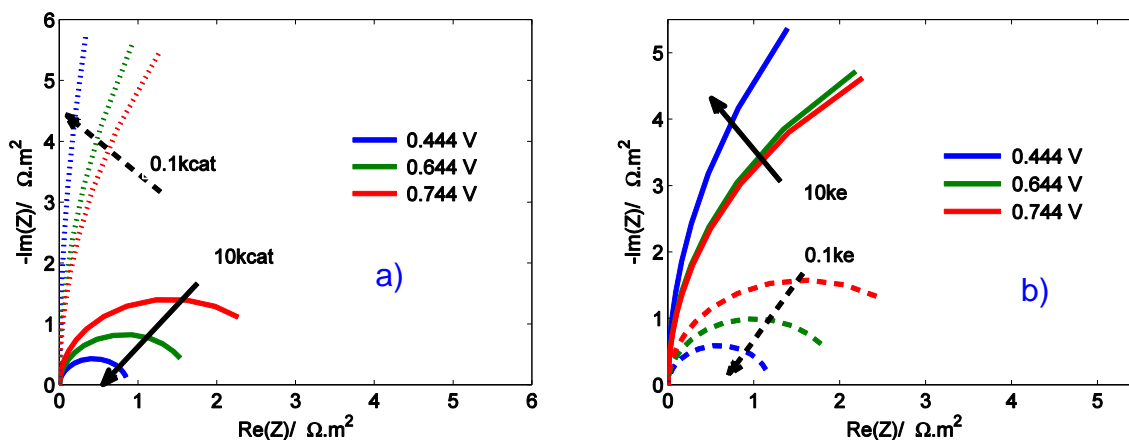 6
5
4
3
2
1
0
-Im(Z)/ Ω.m²
0.1kcat
10kcat
0.444 V
0.644 V
0.744 V
a)
0 1 2 3 4 5 6
Re(Z)/ Ω.m²
6
5
4
3
2
1
0
-Im(Z)/ Ω.m²
10ke
0.1ke
0.444 V
0.644 V
0.744 V
b)
0 1 2 3 4 5
Re(Z)/ Ω.m²